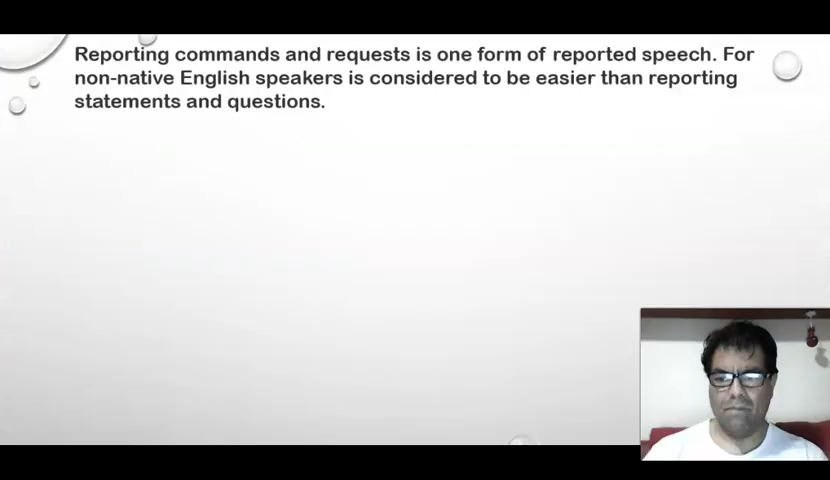 Reporting commands and requests is one form of reported speech. For
non-native English speakers is considered to be easier than reporting
statements and questions.